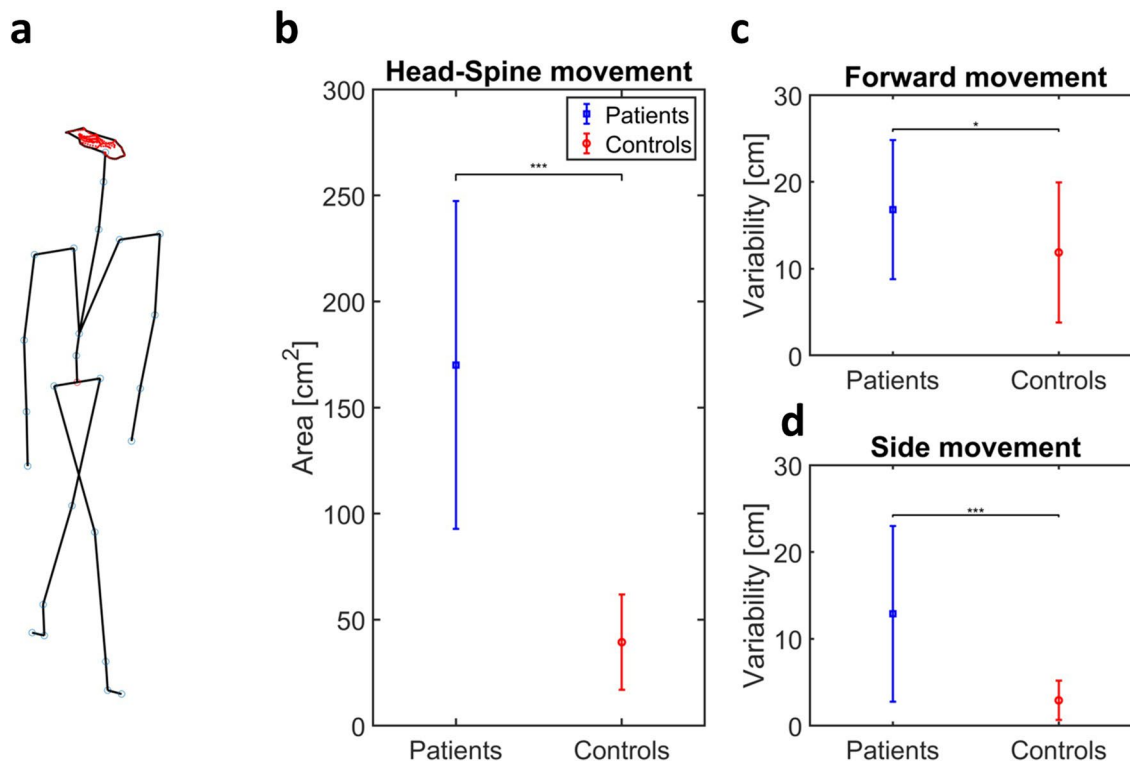 a
b
Head-Spine movement
300
250
200
150
100
50
0
Area [cm²]
Patients
Controls
***
Patients
Controls
c
Forward movement
30
20
10
0
Variability [cm]
*
Patients
Controls
d
Side movement
30
20
10
0
Variability [cm]
***
Patients
Controls